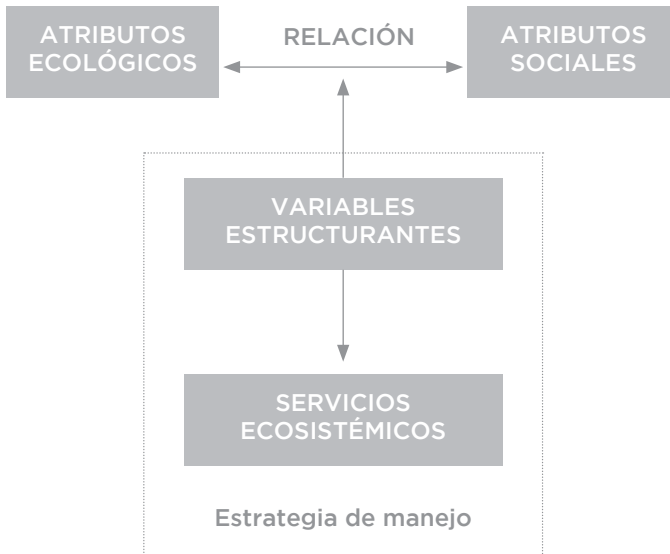 ATRIBUTOS
ECOLÓGICOS
RELACIÓN
ATRIBUTOS
SOCIALES
VARIABLES
ESTRUCTURANTES
SERVICIOS
ECOSISTÉMICOS
Estrategia de manejo